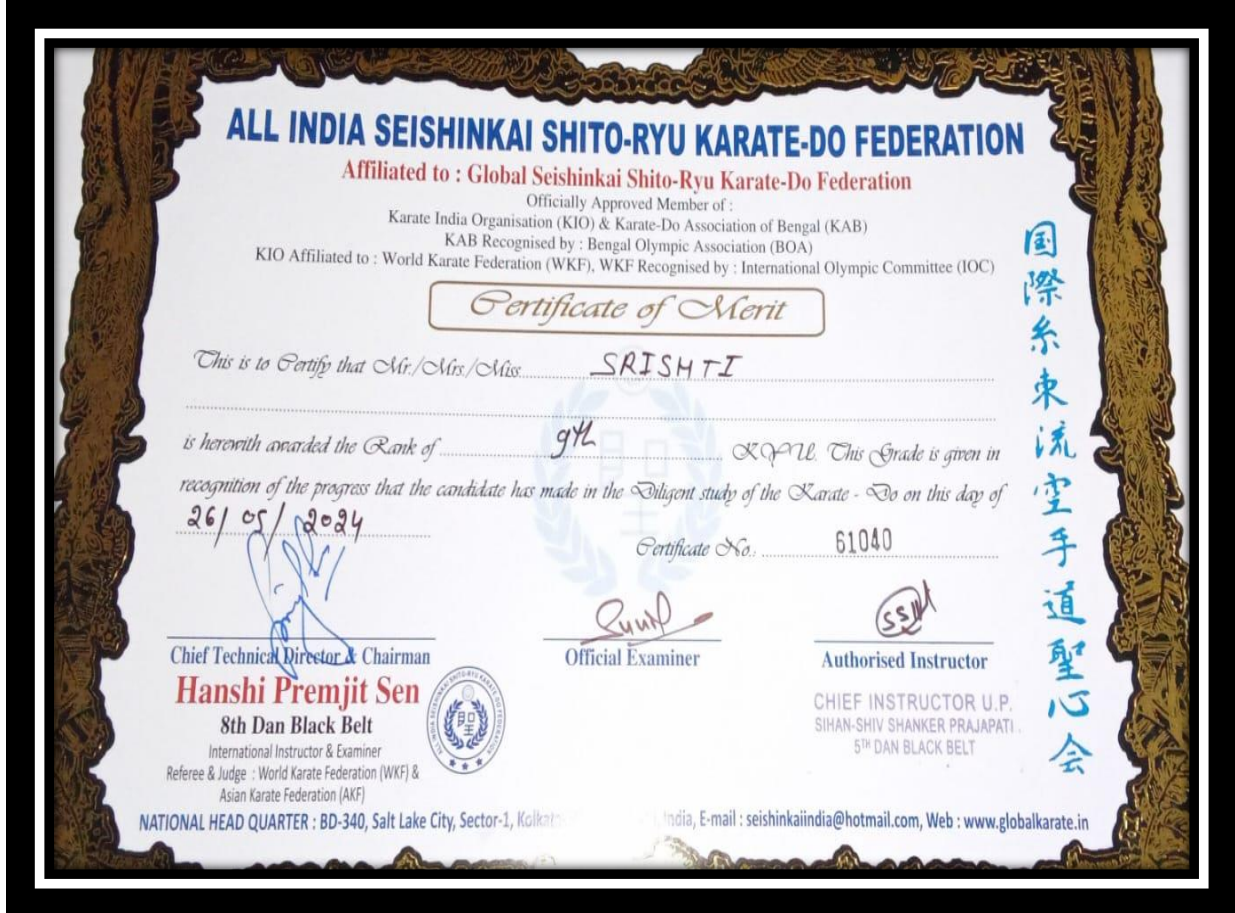 ALL INDIA SEISHINKAI SHITO-RYU KARATE-DO FEDERATION
Affiliated to : Global Seishinkai Shito-Ryu Karate-Do Federation
Officially Approved Member of :
Karate India Organisation (KIO) & Karate-Do Association of Bengal (KAB)
KAB Recognised by : Bengal Olympic Association (BOA)
KIO Affiliated to : World Karate Federation (WKF), WKF Recognised by : International Olympic Committee (IOC)
Certificate of Merit
This is to Certify that Mr./Mrs./Miss SRISHTI
is herewith awarded the Rank of 9th KYU. This Grade is given in
recognition of the progress that the candidate has made in the Diligent study of the Karate - Do on this day of
26/05/2024
Certificate No.: 61040
Chief Technical Director & Chairman
Hanshi Premjit Sen
8th Dan Black Belt
International Instructor & Examiner
Referee & Judge : World Karate Federation (WKF) &
Asian Karate Federation (AKF)
ALL INDIA SEISHINKAI SHITO-RYU KARATE-DO FEDERATION
Official Examiner
Authorised Instructor
CHIEF INSTRUCTOR U.P.
SIHAN-SHIV SHANKER PRAJAPATI.
5TH DAN BLACK BELT
国際糸東流空手道聖心会
NATIONAL HEAD QUARTER : BD-340, Salt Lake City, Sector-1, India, E-mail : seishinkaiindia@hotmail.com, Web : www.globalkarate.in